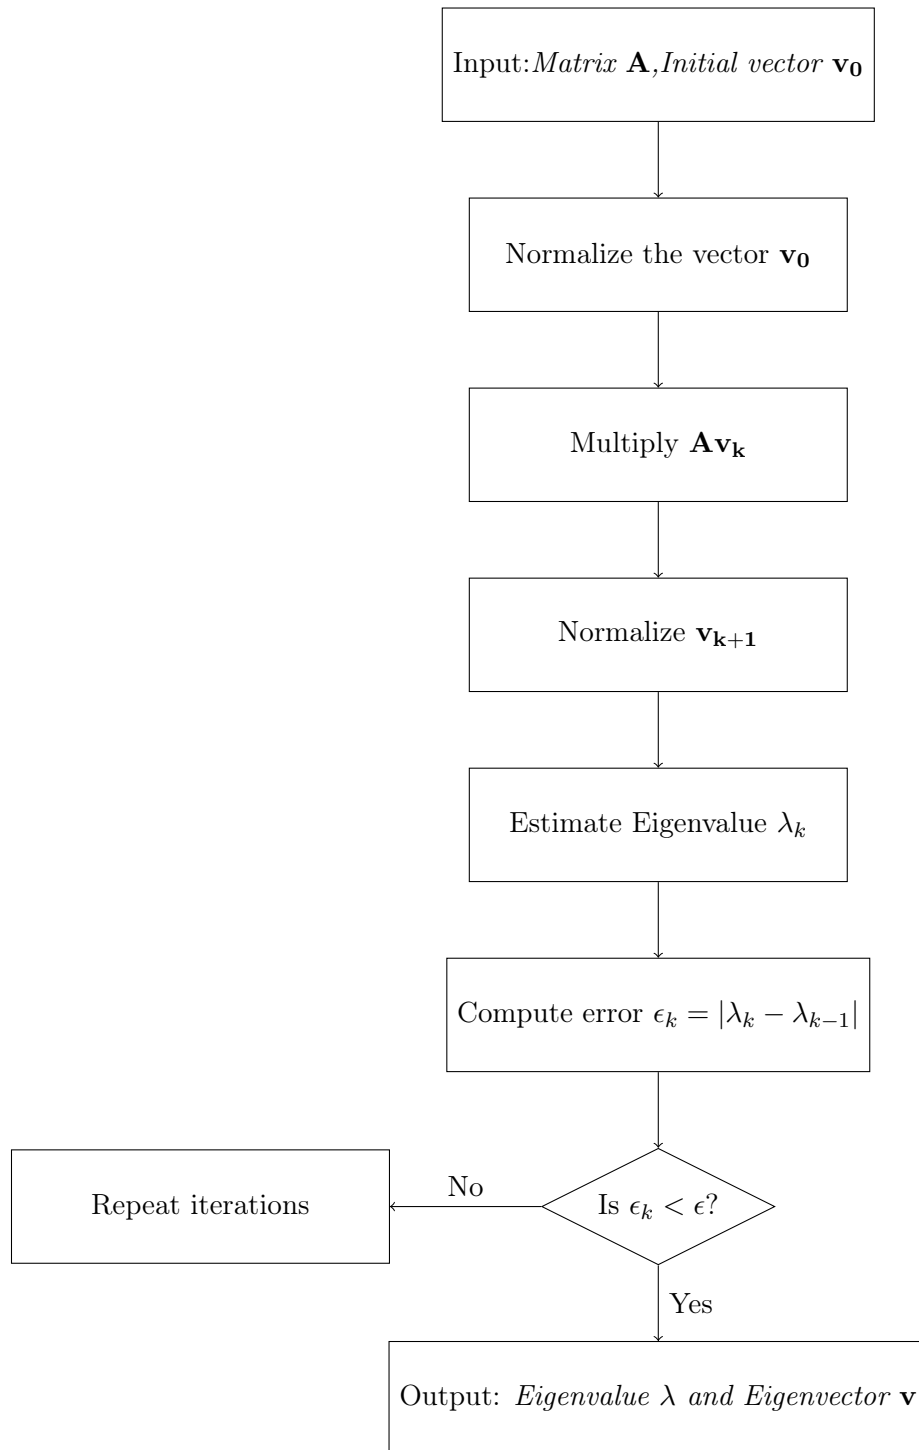 Input:Matrix A,Initial vector v₀
Normalize the vector v₀
Multiply Avₖ
Normalize vₖ₊₁
Estimate Eigenvalue λₖ
Compute error ϵₖ = |λₖ − λₖ₋₁|
Is ϵₖ < ϵ?
No
Repeat iterations
Yes
Output: Eigenvalue λ and Eigenvector v